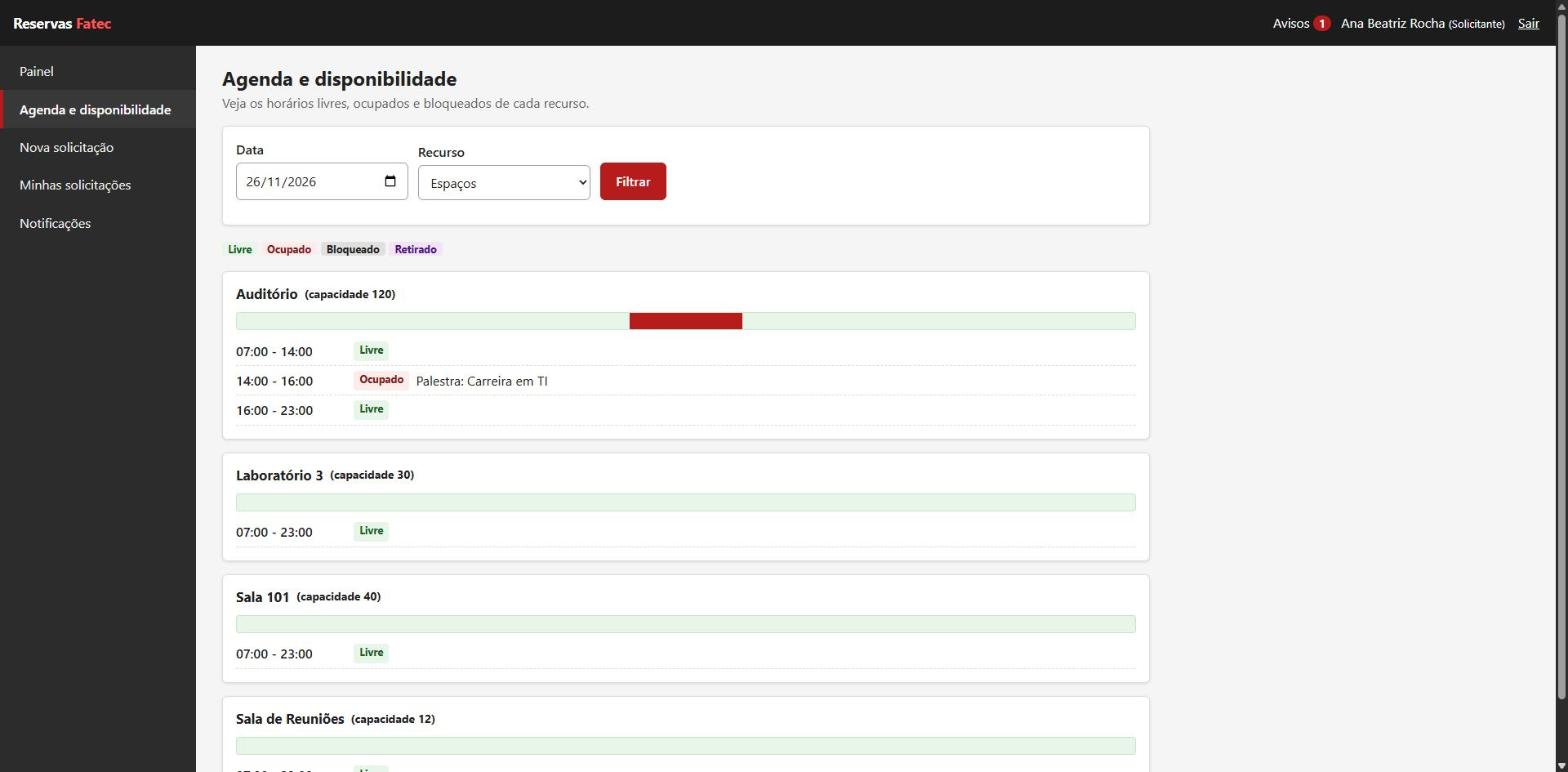 Reservas Fatec
Avisos 1 Ana Beatriz Rocha (Solicitante) Sair
Painel
Agenda e disponibilidade
Nova solicitação
Minhas solicitações
Notificações
Agenda e disponibilidade
Veja os horários livres, ocupados e bloqueados de cada recurso.
Data
Recurso
26/11/2026
Espaços
Filtrar
Livre Ocupado Bloqueado Retirado
Auditório (capacidade 120)
07:00 - 14:00 Livre
14:00 - 16:00 Ocupado Palestra: Carreira em TI
16:00 - 23:00 Livre
Laboratório 3 (capacidade 30)
07:00 - 23:00 Livre
Sala 101 (capacidade 40)
07:00 - 23:00 Livre
Sala de Reuniões (capacidade 12)